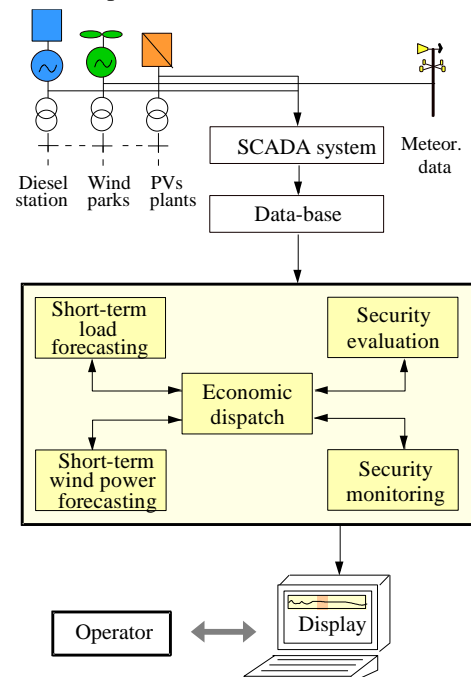 SCADA system
Meteor.
data
Diesel
station
Wind
parks
PVs
plants
Data-base
Short-term
load
forecasting
Security
evaluation
Economic
dispatch
Short-term
wind power
forecasting
Security
monitoring
Operator
Display